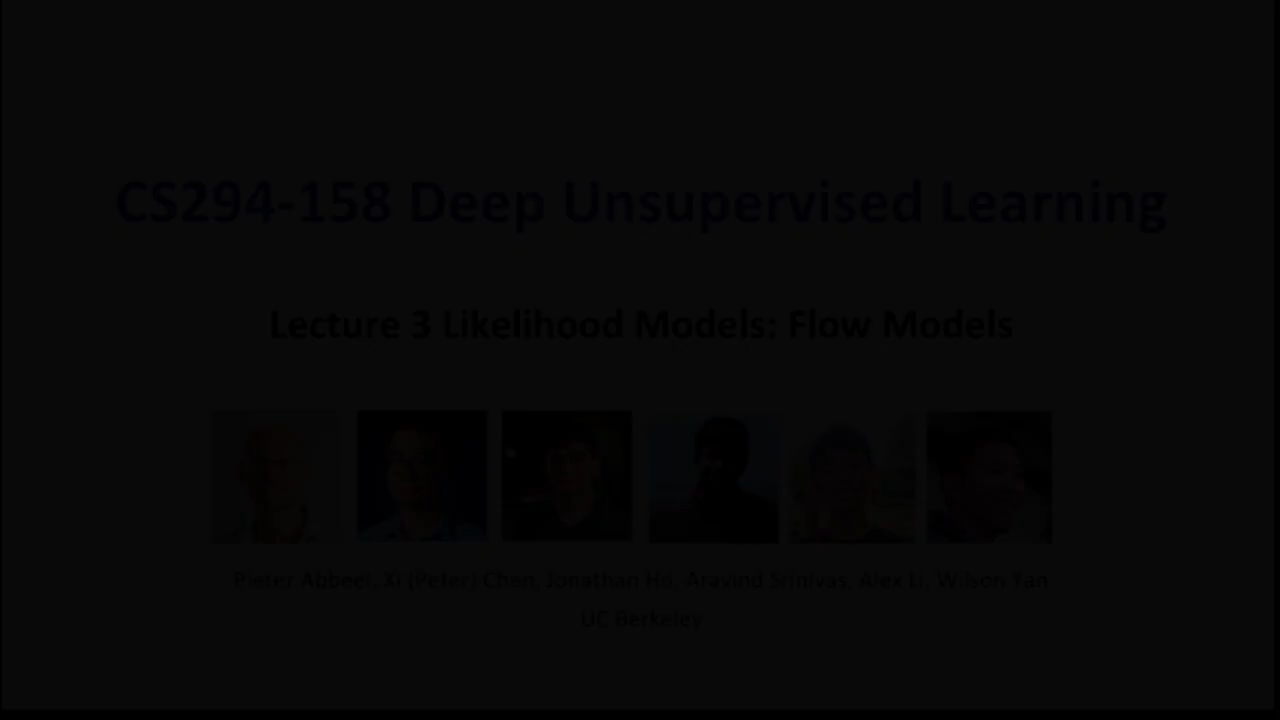 CS294-158 Deep Unsupervised Learning
Lecture 3 Likelihood Models: Flow Models
Pieter Abbeel, Xi (Peter) Chen, Jonathan Ho, Aravind Srinivas, Alex Li, Wilson Yan
UC Berkeley